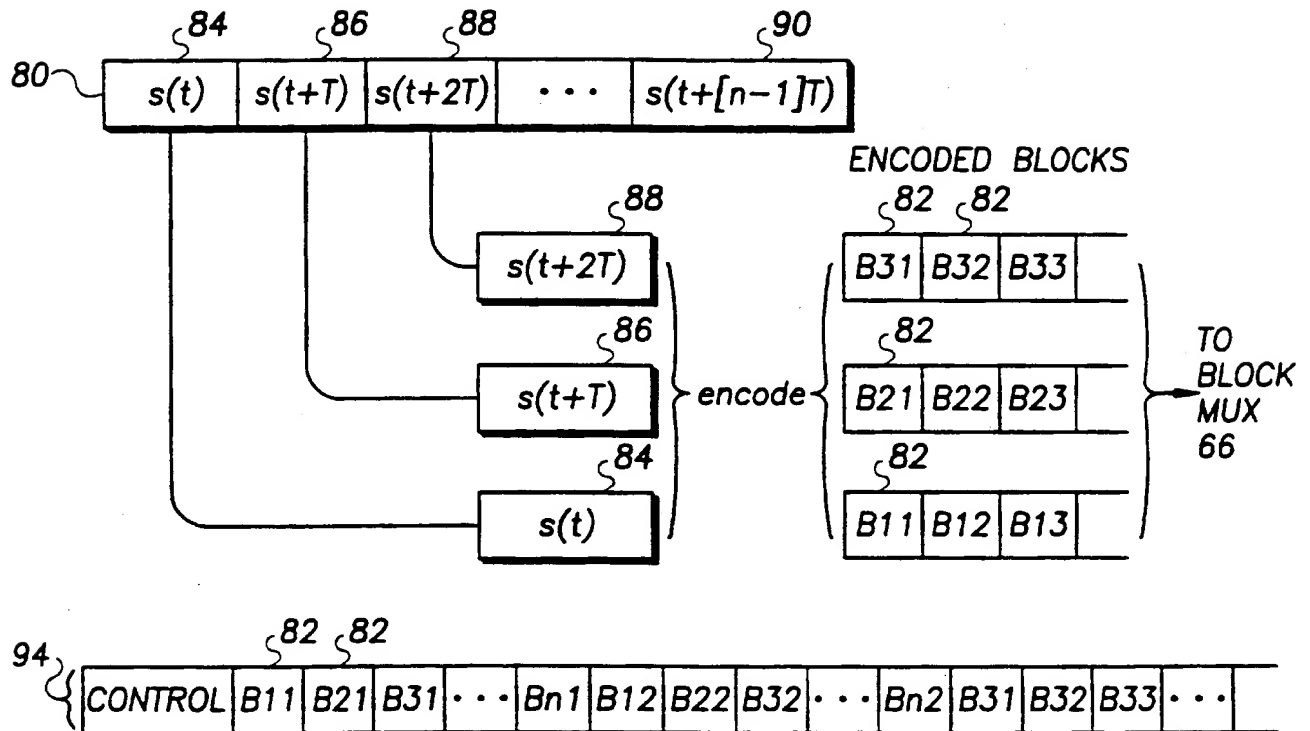 84 86 88 90
80 s(t) s(t+T) s(t+2T) ··· s(t+[n-1]T)
ENCODED BLOCKS
88 82 82
s(t+2T) B31 B32 B33
86 82
s(t+T) encode B21 B22 B23
TO
BLOCK
MUX
66
84 82
s(t) B11 B12 B13
82 82
94 CONTROL B11 B21 B31 ··· Bn1 B12 B22 B32 ··· Bn2 B31 B32 B33 ···